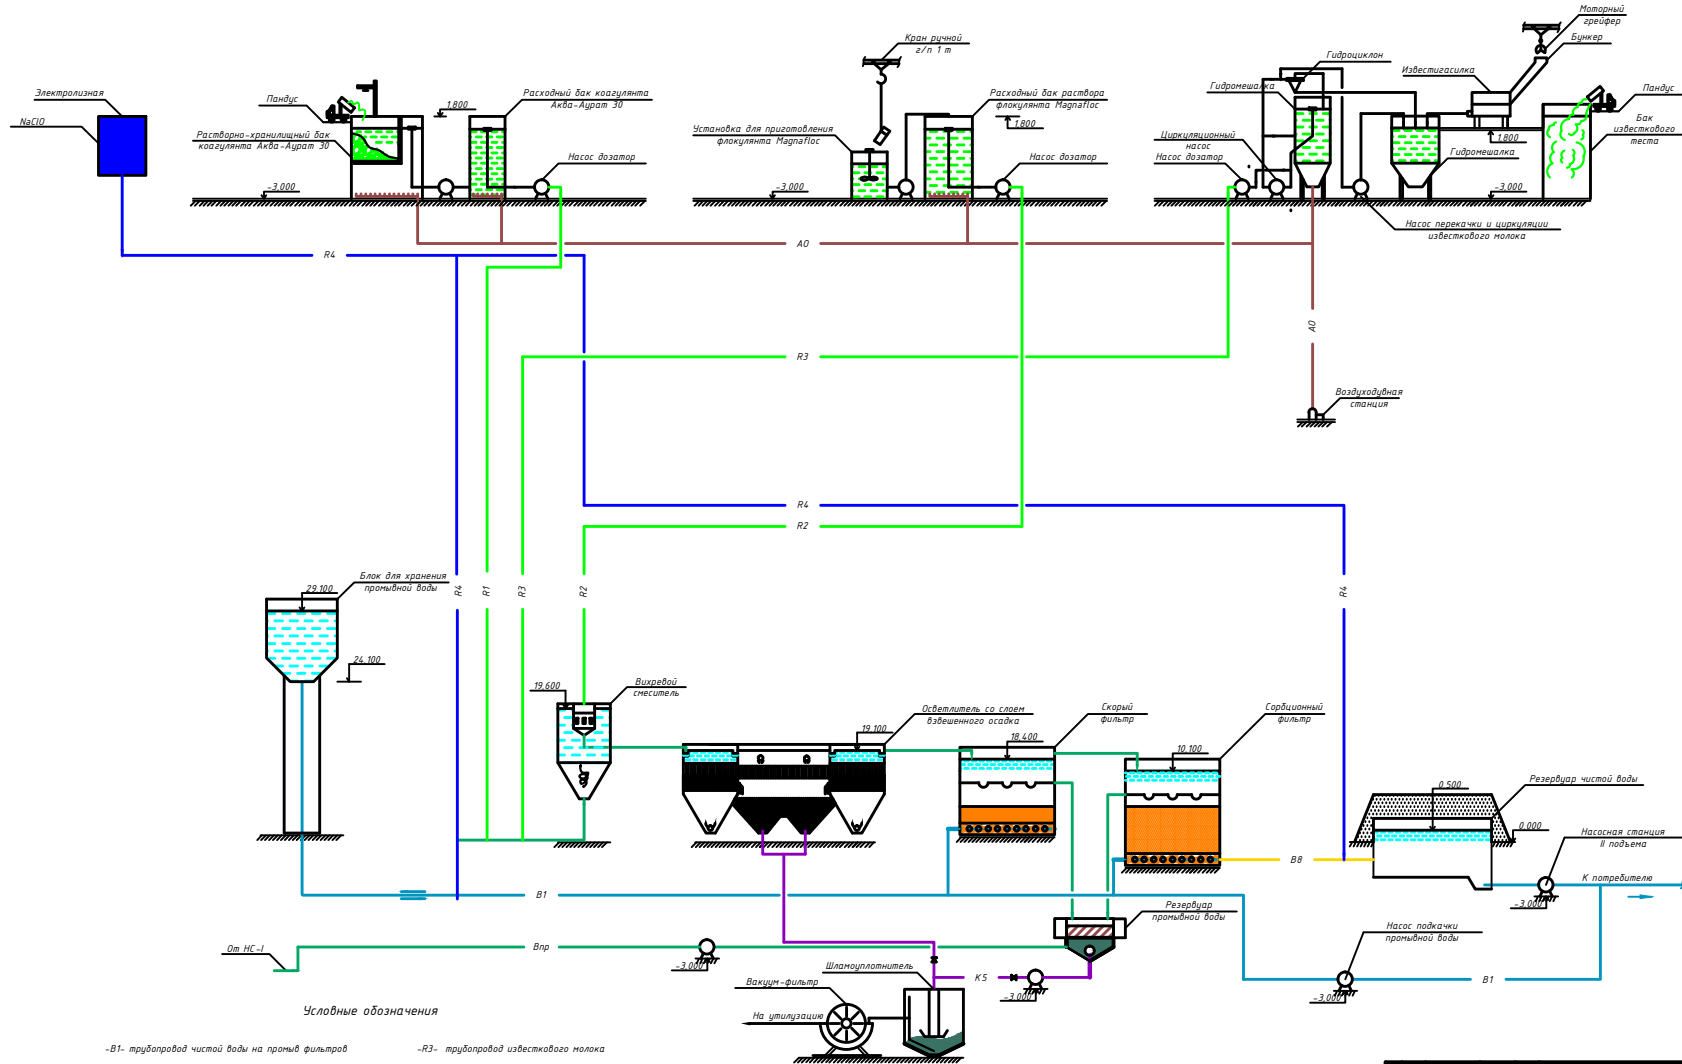 Моторный
грейфер
Бункер
Кран ручной
г/п 1 т
Гидроциклон
Известигасилка
Гидромешалка
Пандус
Бак
известкового
теста
Электролизная
NaClO
Пандус
1,800
Расходный бак коагулянта
Аква-Аурат 30
Растворно-хранилищный бак
коагулянта Аква-Аурат 30
Насос дозатор
-3,000
Установка для приготовления
флокулянта Magnafloc
Расходный бак раствора
флокулянта Magnafloc
1,800
Насос дозатор
-3,000
Циркуляционный
насос
Насос дозатор
1,800
Гидромешалка
-3,000
Насос перекачки и циркуляции
известкового молока
А0
R4
А0
R3
Воздуходувная
станция
R4
R2
Блок для хранения
промывной воды
29,100
24,100
R4
R1
R3
R2
R4
19,600
Вихревой
смеситель
Осветлитель со слоем
взвешенного осадка
19,100
Скорый
фильтр
18,400
Сорбционный
фильтр
10,100
Резервуар чистой воды
0,500
0,000
Насосная станция
II подъема
К потребителю
-3,000
В8
В1
Резервуар
промывной воды
Насос подкачки
промывной воды
От НС-I
Впр
-3,000
Шламоуплотнитель
К5
-3,000
-3,000
В1
Вакуум-фильтр
На утилузацию
Условные обозначения
-В1- трубопровод чистой воды на промыв фильтров
-R3- трубопровод известкового молока